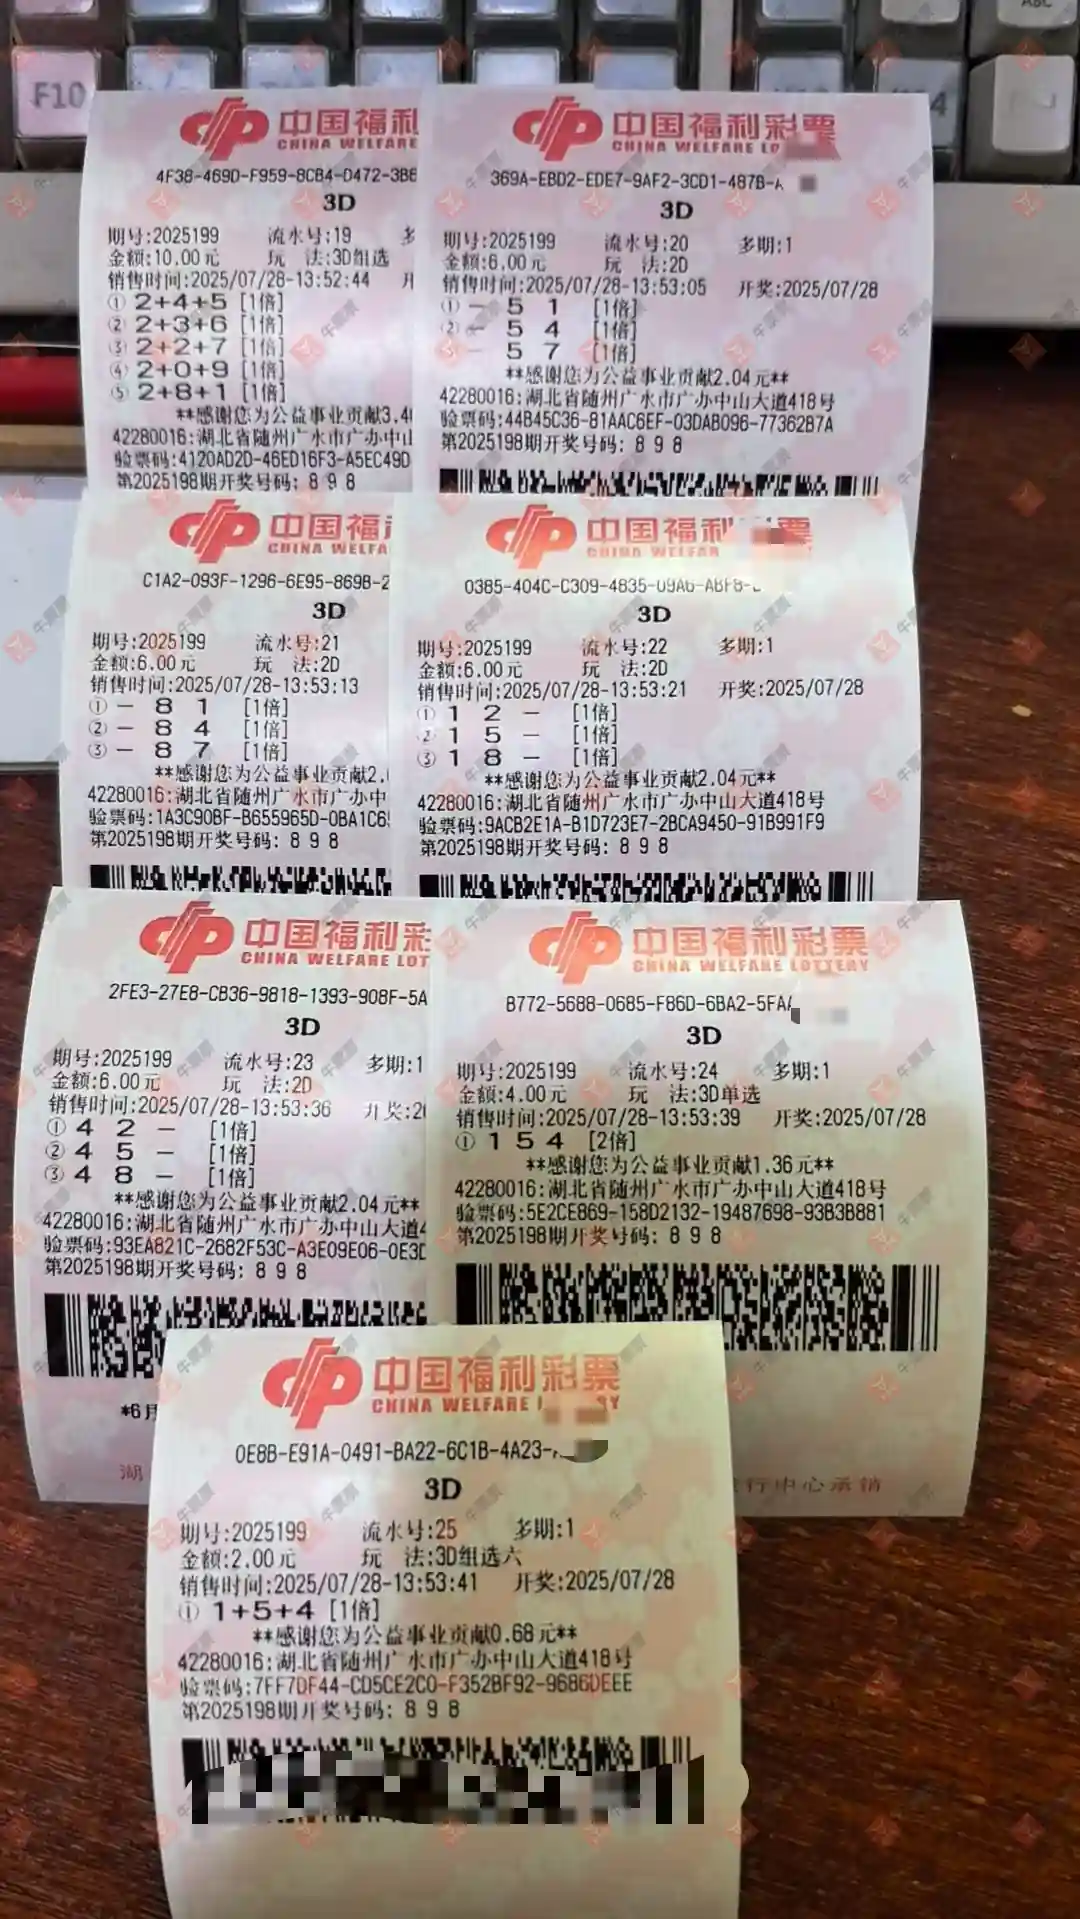 F10
ABC
中国福利
CHINA WELFARE
4F38-469D-F959-8CB4-D472-3B8
3D
期号:2025199 流水号:19 多
金额:10.00元 玩 法:3D组选
销售时间:2025/07/28-13:52:44 开
① 2+4+5 [1倍]
② 2+3+6 [1倍]
③ 2+2+7 [1倍]
④ 2+0+9 [1倍]
⑤ 2+8+1 [1倍]
**感谢您为公益事业贡献3.4
42280016:湖北省随州广水市广办中山
验票码:4120AD2D-46ED16F3-A5EC49D
第2025198期开奖号码: 8 9 8
中国福利彩票
CHINA WELFARE LO
369A-EBD2-EDE7-9AF2-3CD1-487B-A
3D
期号:2025199 流水号:20 多期:1
金额:6.00元 玩 法:2D
销售时间:2025/07/28-13:53:05 开奖:2025/07/28
① — 5 1 [1倍]
② — 5 4 [1倍]
③ — 5 7 [1倍]
**感谢您为公益事业贡献2.04元**
42280016:湖北省随州广水市广办中山大道418号
验票码:44B45C36-81AAC6EF-03DAB096-7736287A
第2025198期开奖号码: 8 9 8
中国福
CHINA WELFA
C1A2-093F-1296-6E95-869B-2
3D
期号:2025199 流水号:21
金额:6.00元 玩 法:2D
销售时间:2025/07/28-13:53:13
① — 8 1 [1倍]
② — 8 4 [1倍]
③ — 8 7 [1倍]
**感谢您为公益事业贡献2.
42280016:湖北省随州广水市广办中
验票码:1A3C90BF-B655965D-0BA1C6
第2025198期开奖号码: 8 9 8
中国福利 票
CHINA WELFAR
0385-404C-C309-4835-09A6-ABF8-
3D
期号:2025199 流水号:22 多期:1
金额:6.00元 玩 法:2D
销售时间:2025/07/28-13:53:21 开奖:2025/07/28
① 1 2 — [1倍]
② 1 5 — [1倍]
③ 1 8 — [1倍]
**感谢您为公益事业贡献2.04元**
42280016:湖北省随州广水市广办中山大道418号
验票码:9ACB2E1A-B1D723E7-2BCA9450-91B991F9
第2025198期开奖号码: 8 9 8
中国福利彩
CHINA WELFARE LOT
2FE3-27E8-CB36-9818-1393-908F-5A
3D
期号:2025199 流水号:23 多期:1
金额:6.00元 玩 法:2D
销售时间:2025/07/28-13:53:36 开奖:20
① 4 2 — [1倍]
② 4 5 — [1倍]
③ 4 8 — [1倍]
**感谢您为公益事业贡献2.04元**
42280016:湖北省随州广水市广办中山大道4
验票码:93EA821C-2682F53C-A3E09E06-0E3D
第2025198期开奖号码: 8 9 8
*6月
湖
中国福利彩票
CHINA WELFARE LOTTERY
B772-5688-0685-F86D-6BA2-5FAA
3D
期号:2025199 流水号:24 多期:1
金额:4.00元 玩 法:3D单选
销售时间:2025/07/28-13:53:39 开奖:2025/07/28
① 1 5 4 [2倍]
**感谢您为公益事业贡献1.36元**
42280016:湖北省随州广水市广办中山大道418号
验票码:5E2CE869-158D2132-19487698-93B3B881
第2025198期开奖号码: 8 9 8
行中心承销
中国福利彩票
CHINA WELFARE
0E8B-E91A-0491-BA22-6C1B-4A23-
3D
期号:2025199 流水号:25 多期:1
金额:2.00元 玩 法:3D组选六
销售时间:2025/07/28-13:53:41 开奖:2025/07/28
① 1+5+4 [1倍]
**感谢您为公益事业贡献0.68元**
42280016:湖北省随州广水市广办中山大道418号
验票码:7FF7DF44-CD5CE2C0-F352BF92-9686DEEE
第2025198期开奖号码: 8 9 8